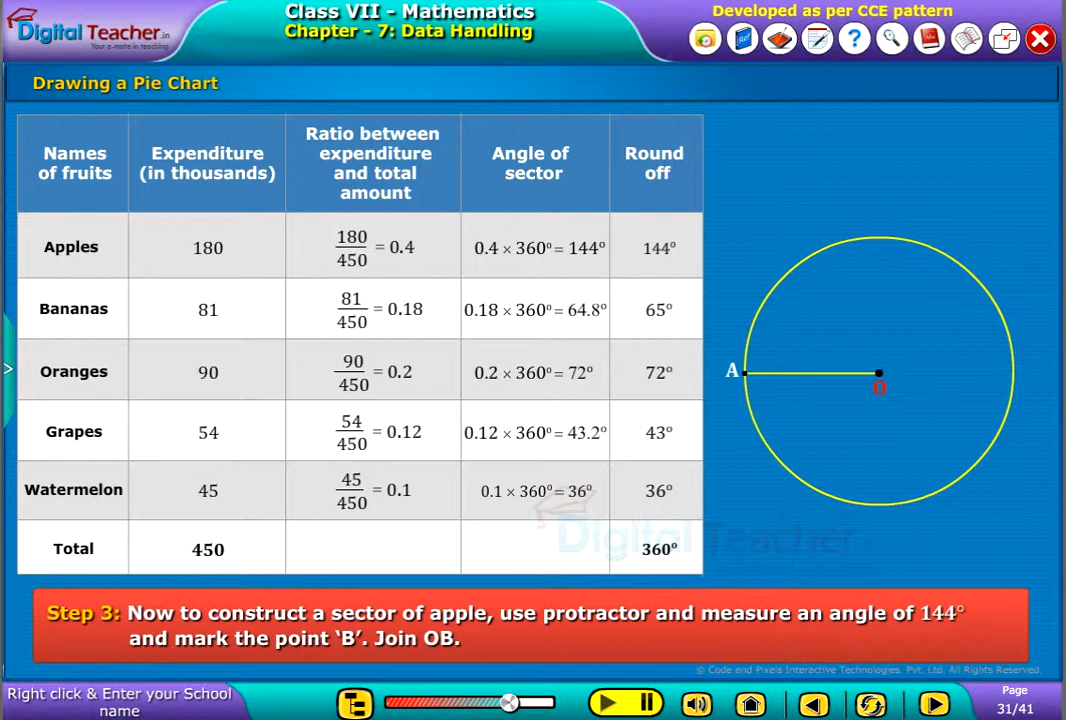 Digital Teacher.in
Your e-mate in teaching
Class VII - Mathematics
Chapter - 7: Data Handling
Developed as per CCE pattern
Ref
?
Drawing a Pie Chart
Names of fruits
Expenditure (in thousands)
Ratio between expenditure and total amount
Angle of sector
Round off
Apples 180 180/450 = 0.4 0.4 × 360° = 144° 144°
Bananas 81 81/450 = 0.18 0.18 × 360° = 64.8° 65°
Oranges 90 90/450 = 0.2 0.2 × 360° = 72° 72°
Grapes 54 54/450 = 0.12 0.12 × 360° = 43.2° 43°
Watermelon 45 45/450 = 0.1 0.1 × 360° = 36° 36°
Total 450 360°
A
O
Digital Teacher
Step 3: Now to construct a sector of apple, use protractor and measure an angle of 144°
and mark the point ‘B’. Join OB.
© Code and Pixels Interactive Technologies. Pvt. Ltd. All Rights Reserved.
Right click & Enter your School
name
Page
31/41